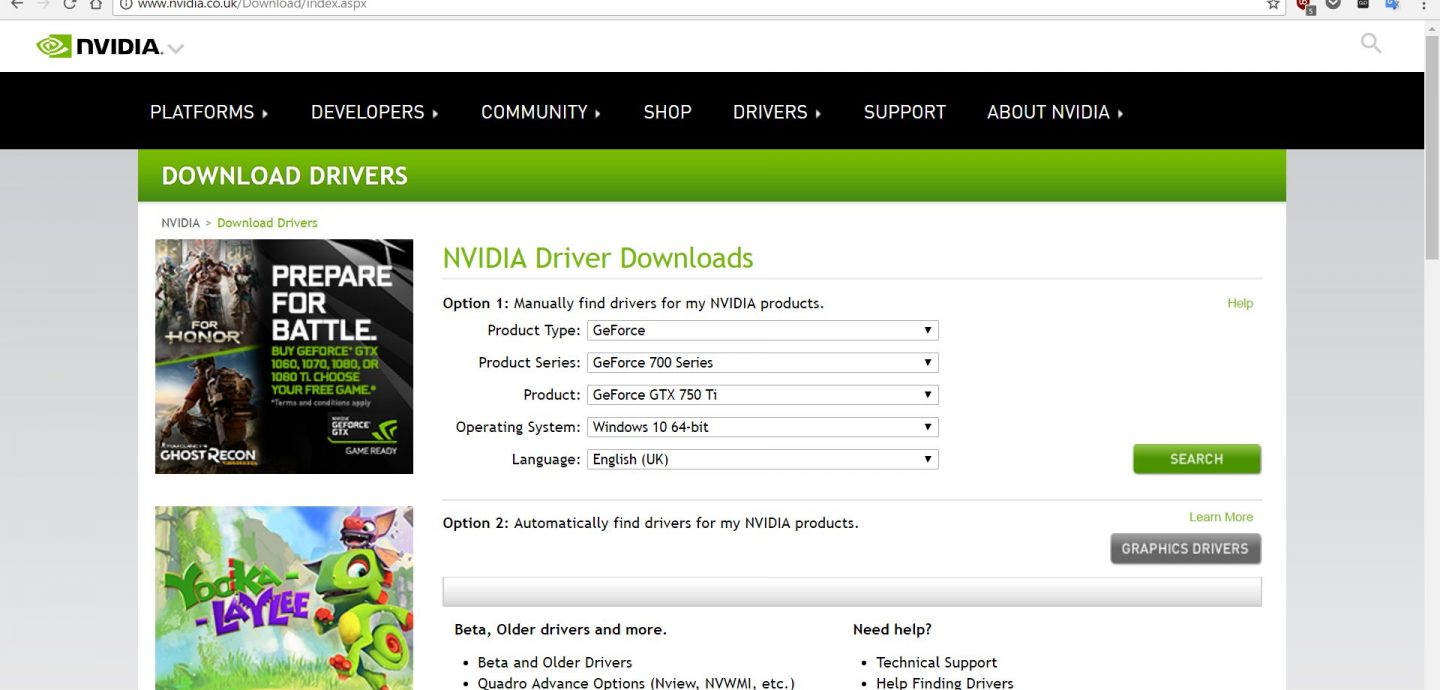 www.nvidia.co.uk/Download/index.aspx
5
NVIDIA.
PLATFORMS DEVELOPERS COMMUNITY SHOP DRIVERS SUPPORT ABOUT NVIDIA
DOWNLOAD DRIVERS
NVIDIA > Download Drivers
PREPARE
FOR
BATTLE.
BUY GEFORCE® GTX
1060, 1070, 1080, OR
1080 TI. CHOOSE
YOUR FREE GAME.*
*Terms and conditions apply
FOR
HONOR
NVIDIA
GEFORCE
GTX
GAME READY
TOM CLANCY'S
GHOST RECON
WILDLANDS
NVIDIA Driver Downloads
Option 1: Manually find drivers for my NVIDIA products.
Help
Product Type: GeForce
Product Series: GeForce 700 Series
Product: GeForce GTX 750 Ti
Operating System: Windows 10 64-bit
Language: English (UK)
SEARCH
YOOKA-
-LAYLEE
Option 2: Automatically find drivers for my NVIDIA products.
Learn More
GRAPHICS DRIVERS
Beta, Older drivers and more.
• Beta and Older Drivers
• Quadro Advance Options (Nview, NVWMI, etc.)
Need help?
• Technical Support
• Help Finding Drivers